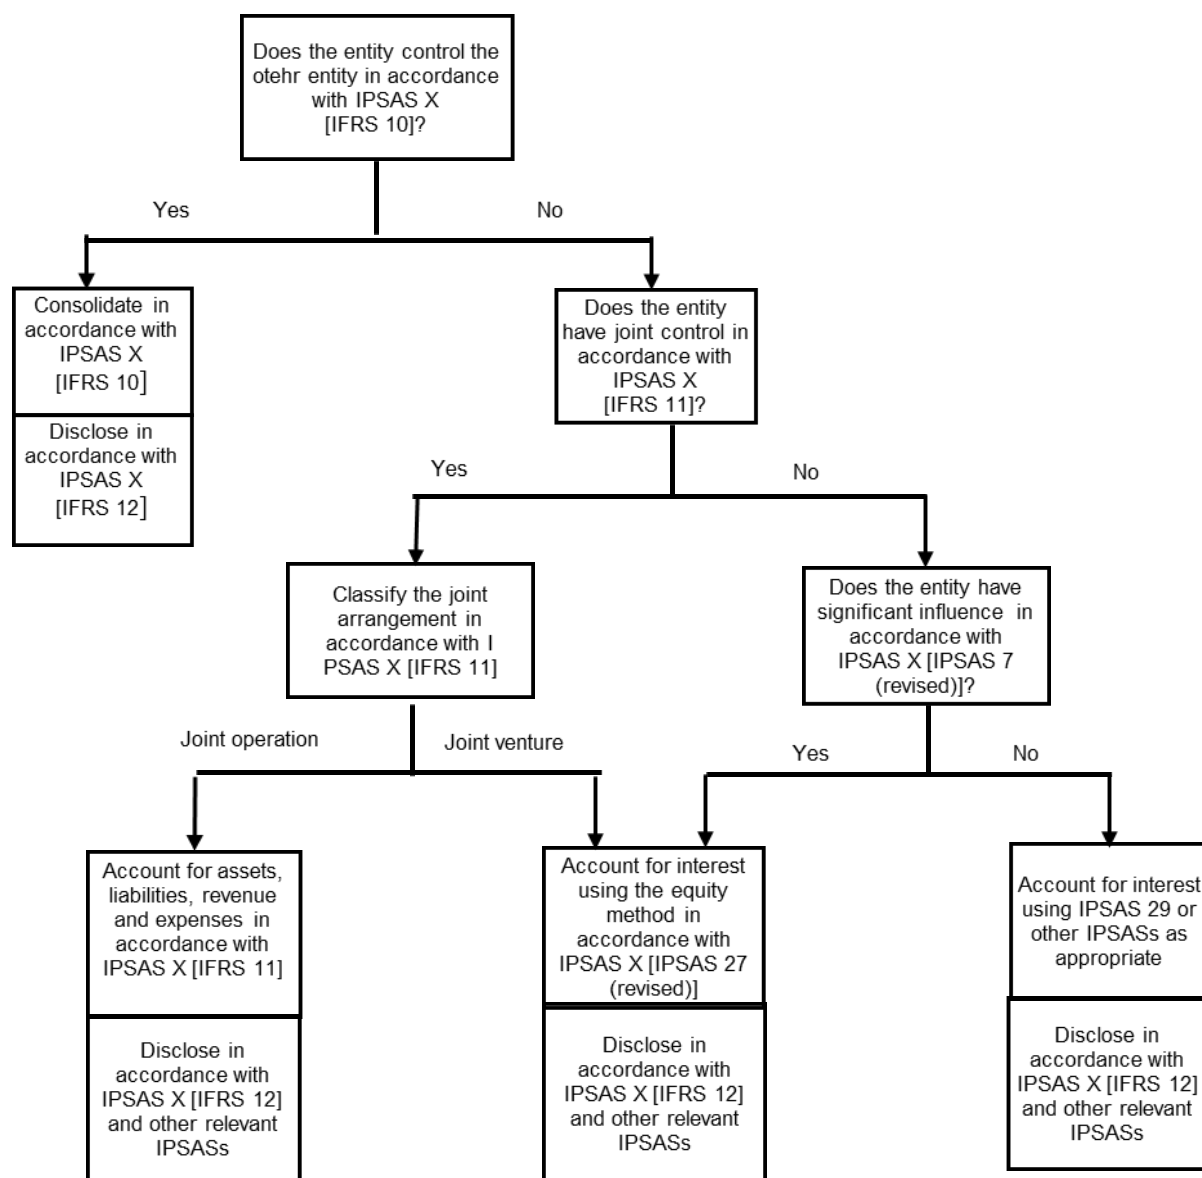 Does the entity control the
otehr entity in accordance
with IPSAS X
[IFRS 10]?
Yes
No
Consolidate in
accordance with
IPSAS X
[IFRS 10]
Disclose in
accordance with
IPSAS X
[IFRS 12]
Does the entity
have joint control in
accordance with
IPSAS X
[IFRS 11]?
Yes
No
Classify the joint
arrangement in
accordance with I
PSAS X [IFRS 11]
Does the entity have
significant influence in
accordance with
IPSAS X [IPSAS 7
(revised)]?
Joint operation
Joint venture
Yes
No
Account for assets,
liabilities, revenue
and expenses in
accordance with
IPSAS X [IFRS 11]
Disclose in
accordance with
IPSAS X [IFRS 12]
and other relevant
IPSASs
Account for interest
using the equity
method in
accordance with
IPSAS X [IPSAS 27
(revised)]
Disclose in
accordance with
IPSAS X [IFRS 12]
and other relevant
IPSASs
Account for interest
using IPSAS 29 or
other IPSASs as
appropriate
Disclose in
accordance with
IPSAS X [IFRS 12]
and other relevant
IPSASs